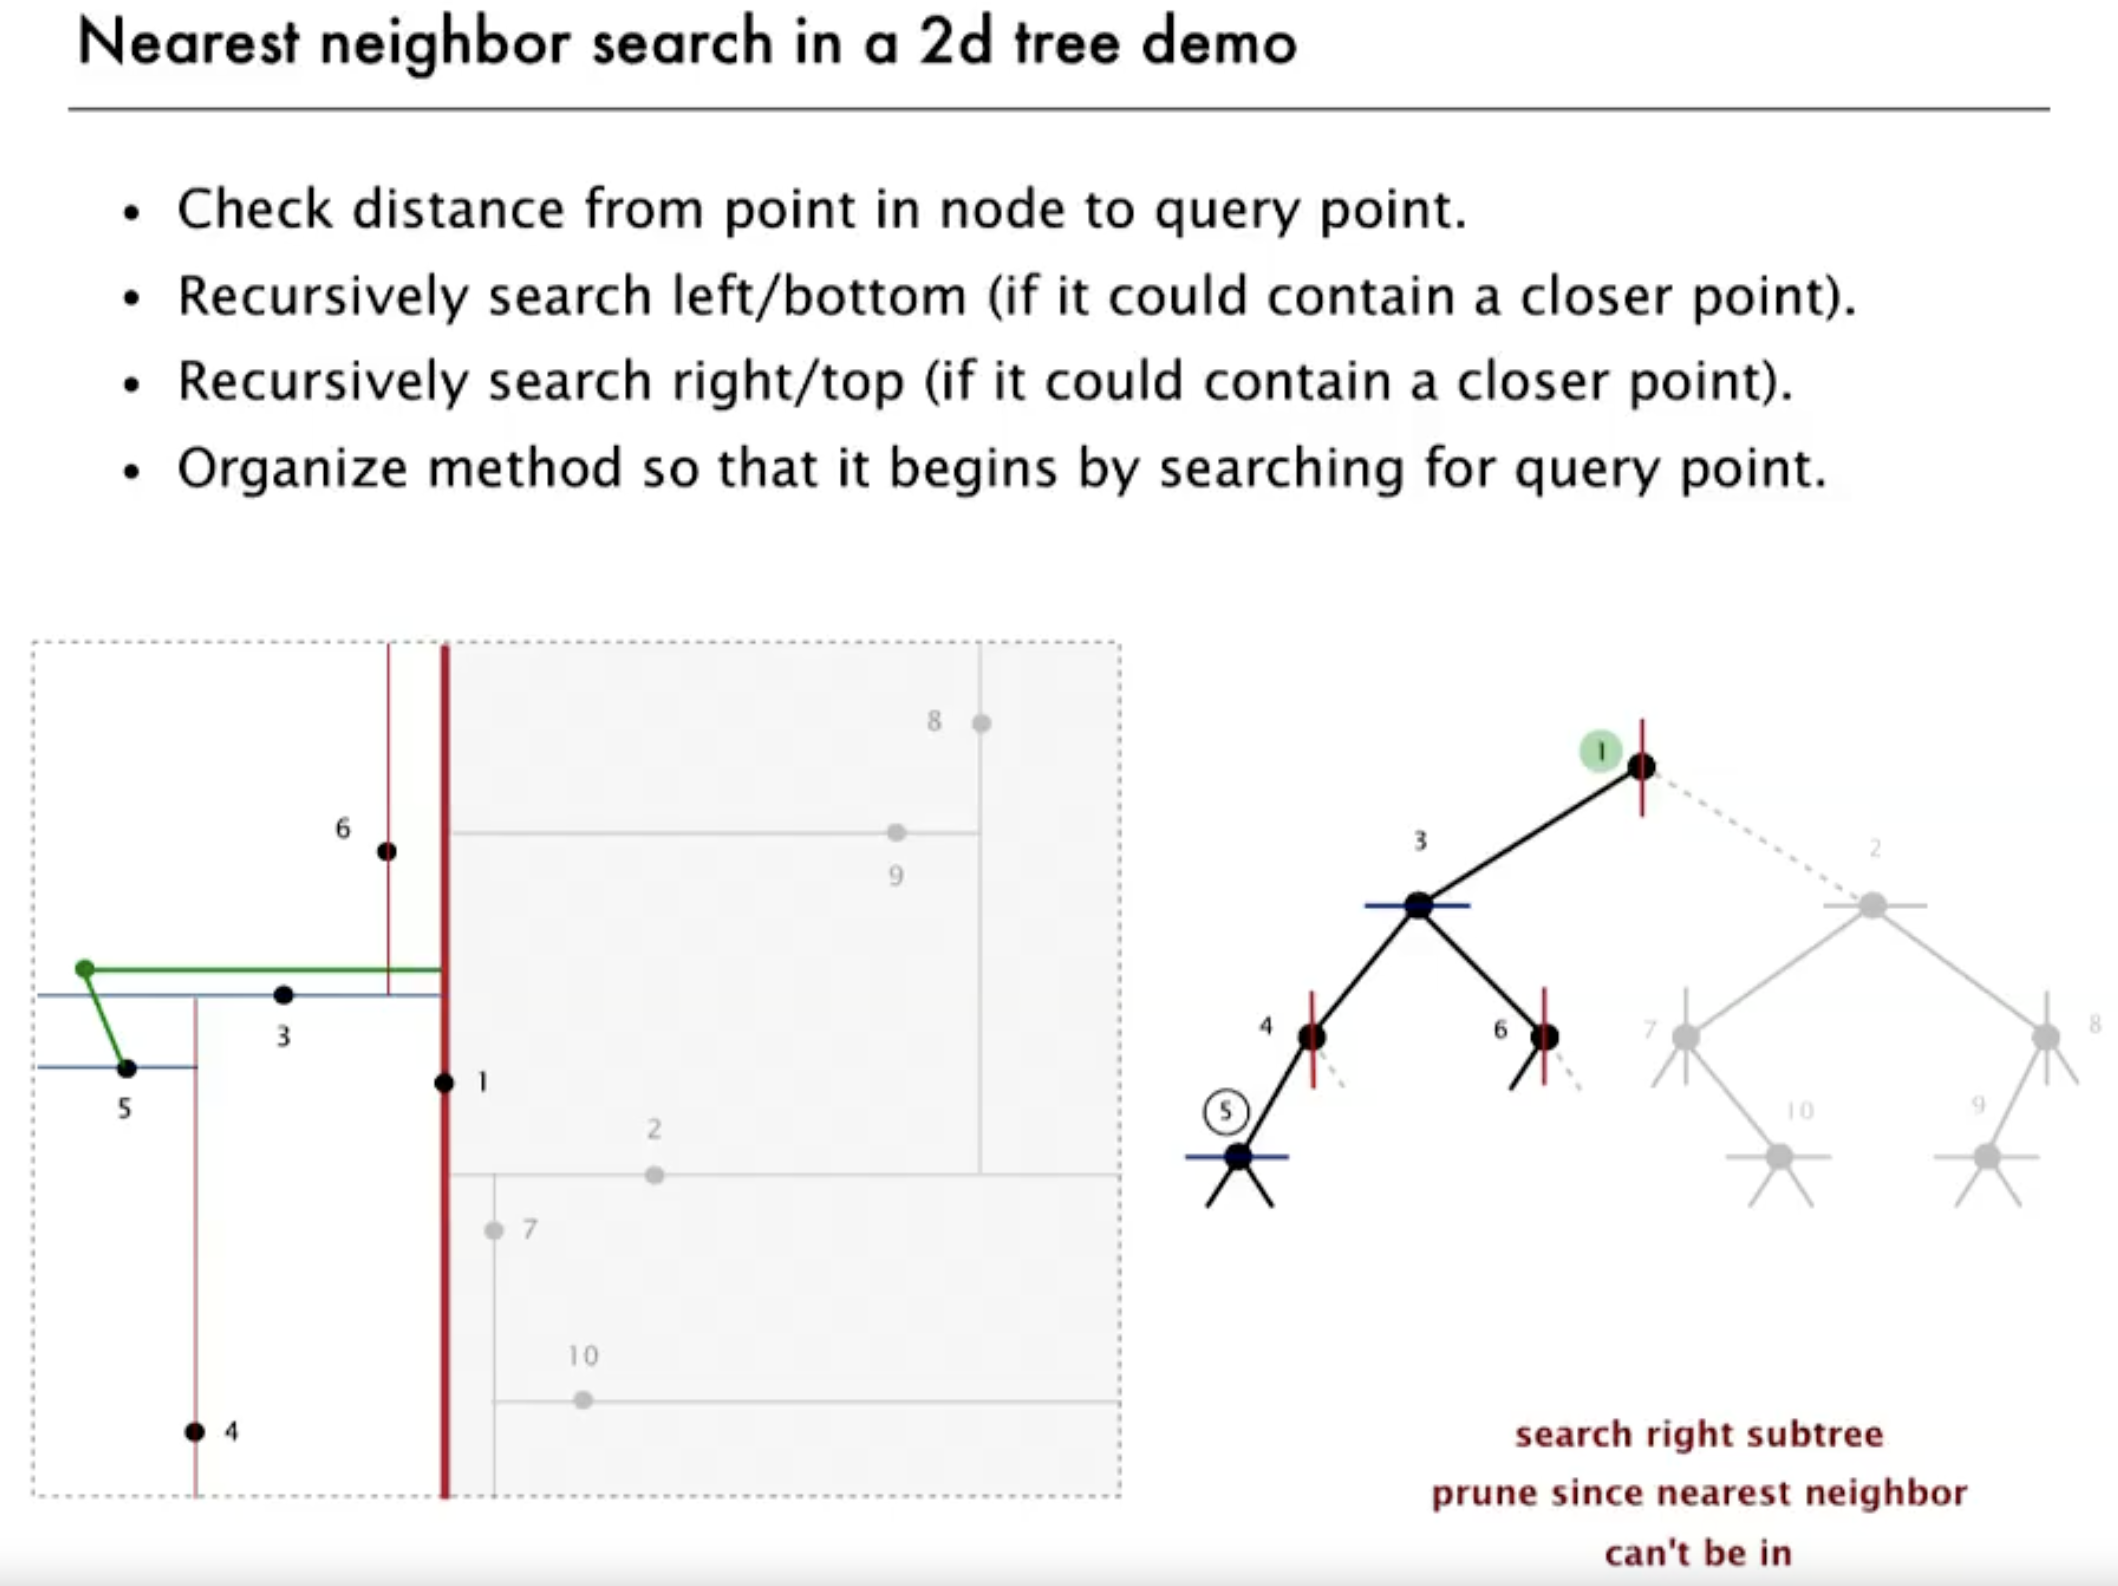 Nearest neighbor search in a 2d tree demo
• Check distance from point in node to query point.
• Recursively search left/bottom (if it could contain a closer point).
• Recursively search right/top (if it could contain a closer point).
• Organize method so that it begins by searching for query point.
8
6
9
3
1
5
2
7
10
4
1
3
2
4
6
7
8
5
10
9
search right subtree
prune since nearest neighbor
can't be in